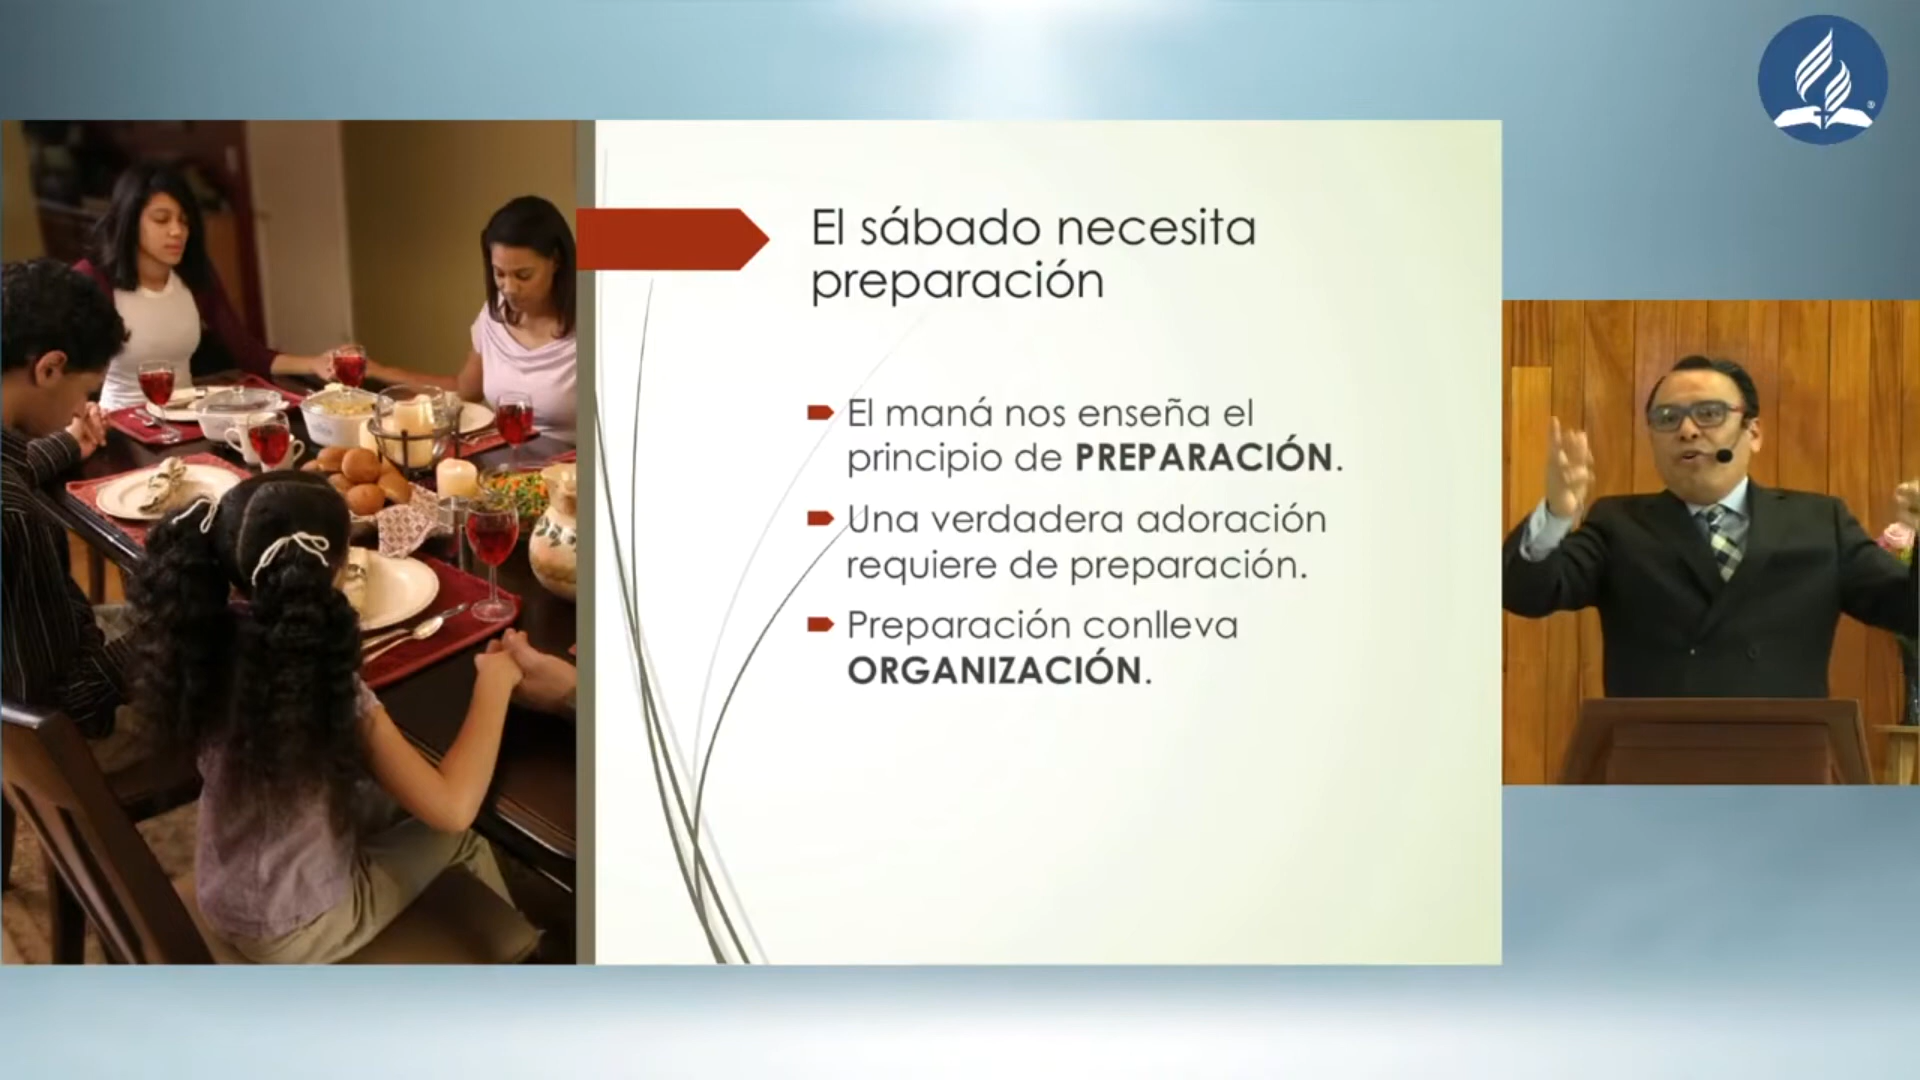 El sábado necesita
preparación
El maná nos enseña el
principio de PREPARACIÓN.
Una verdadera adoración
requiere de preparación.
Preparación conlleva
ORGANIZACIÓN.